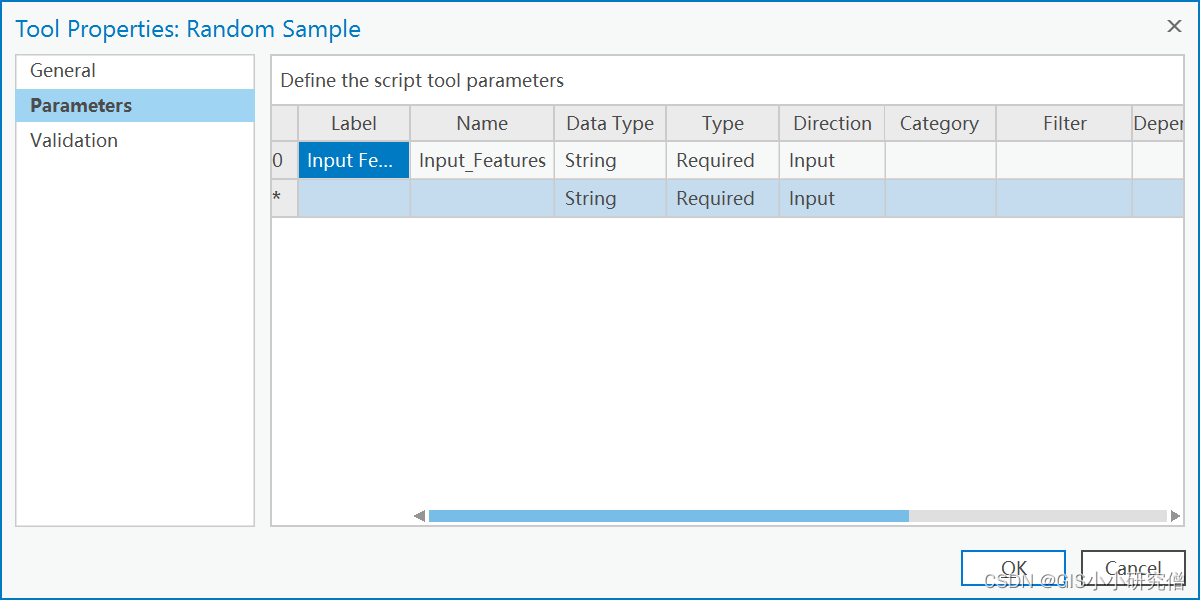 Tool Properties: Random Sample
General
Parameters
Validation
Define the script tool parameters
Label Name Data Type Type Direction Category Filter Deper
0 Input Fe... Input_Features String Required Input
* String Required Input
OK Cancel
CSDN @GIS小小研究僧